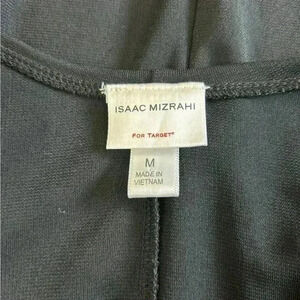 ISAAC MIZRAHI
FOR TARGET®
M
MADE IN
VIETNAM